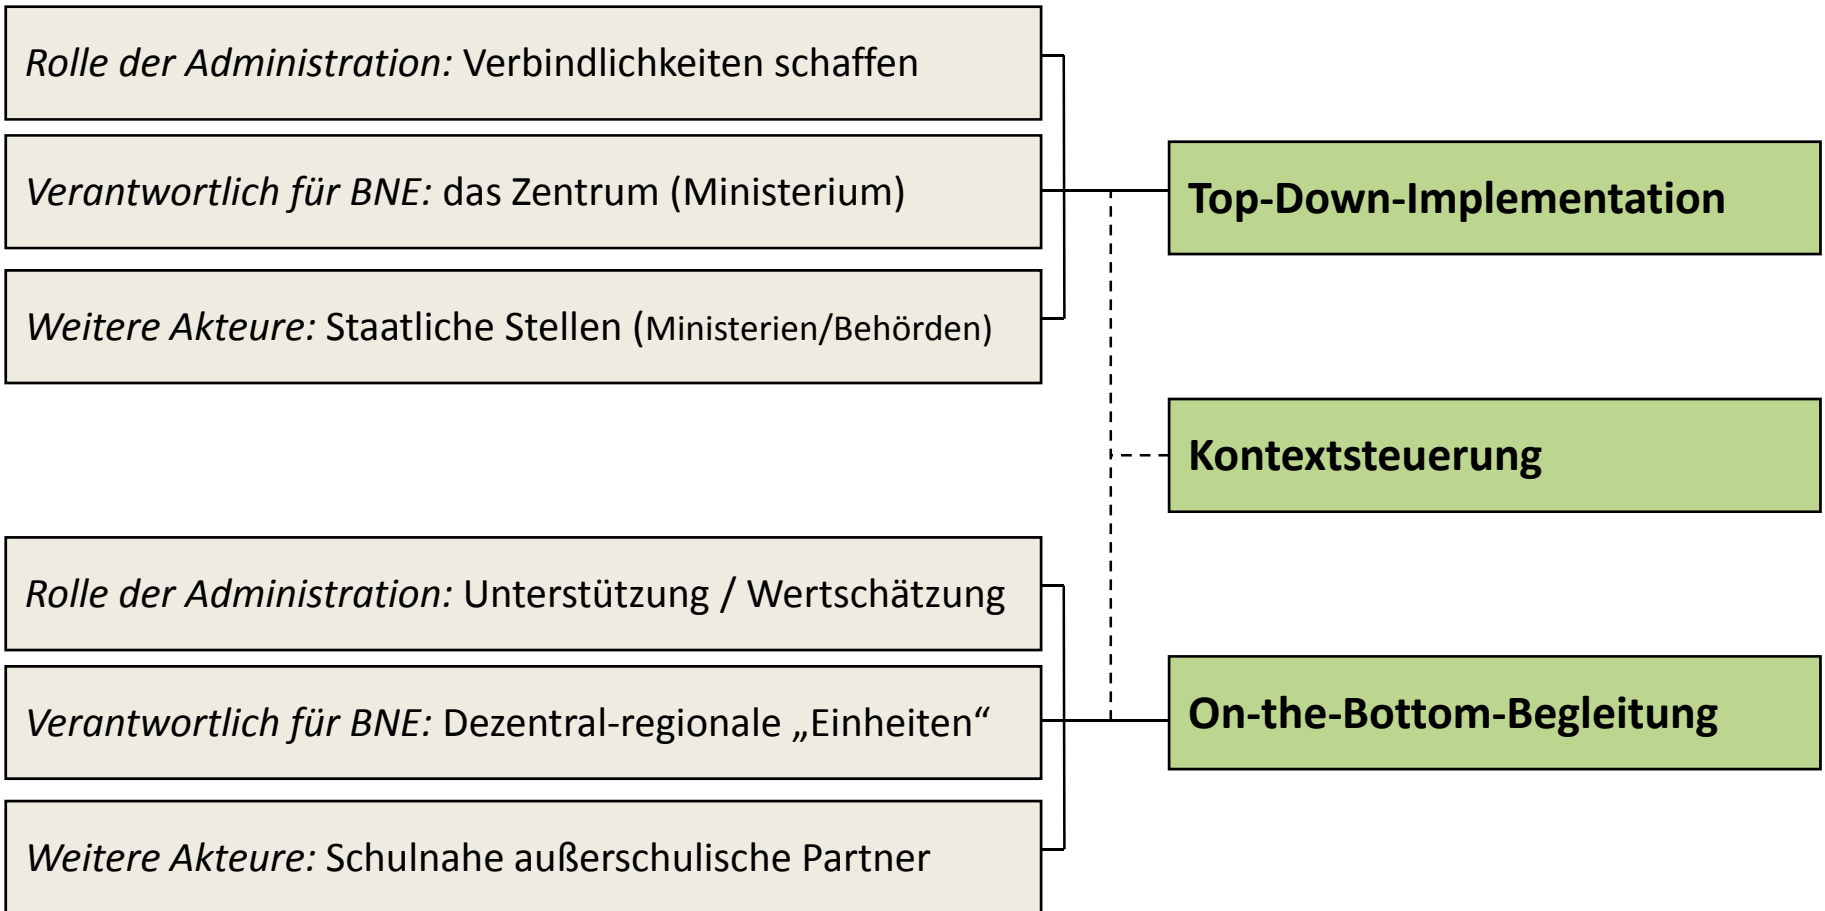 Rolle der Administration: Verbindlichkeiten schaffen
Verantwortlich für BNE: das Zentrum (Ministerium)
Weitere Akteure: Staatliche Stellen (Ministerien/Behörden)
Top-Down-Implementation
Kontextsteuerung
Rolle der Administration: Unterstützung / Wertschätzung
Verantwortlich für BNE: Dezentral-regionale „Einheiten“
Weitere Akteure: Schulnahe außerschulische Partner
On-the-Bottom-Begleitung